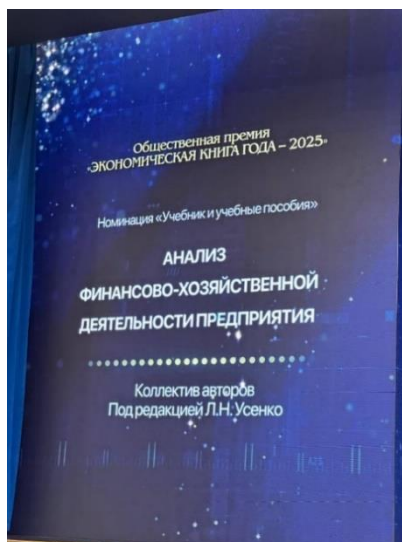 Общественная премия
«ЭКОНОМИЧЕСКАЯ КНИГА ГОДА – 2025»
Номинация «Учебник и учебные пособия»
АНАЛИЗ
ФИНАНСОВО-ХОЗЯЙСТВЕННОЙ
ДЕЯТЕЛЬНОСТИ ПРЕДПРИЯТИЯ
Коллектив авторов
Под редакцией Л.Н. Усенко